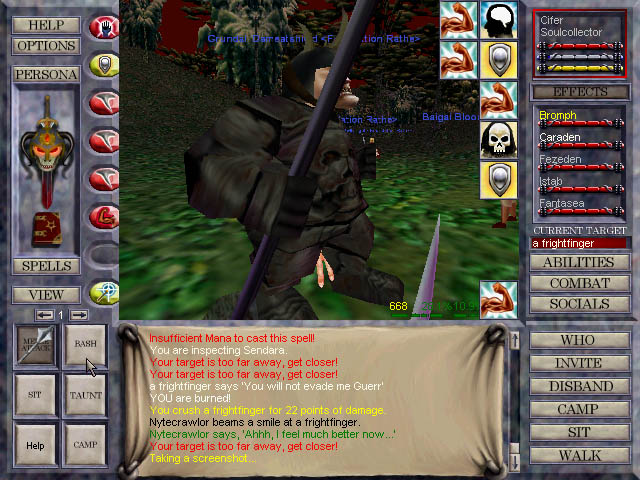 HELP
OPTIONS
PERSONA
SPELLS
VIEW
1
BASH
SIT
TAUNT
Help
CAMP
668
Cifer
Soulcollector
EFFECTS
Bromph
Caraden
Fezeden
Istab
Fantasea
CURRENT TARGET
a frightfinger
ABILITIES
COMBAT
SOCIALS
WHO
INVITE
DISBAND
CAMP
SIT
WALK
Insufficient Mana to cast this spell!
You are inspecting Sendara.
Your target is too far away, get closer!
Your target is too far away, get closer!
a frightfinger says 'You will not evade me Guerr'
YOU are burned!
You crush a frightfinger for 22 points of damage.
Nytecrawlor beams a smile at a frightfinger.
Nytecrawlor says, 'Ahhh, I feel much better now...'
Your target is too far away, get closer!
Taking a screenshot...